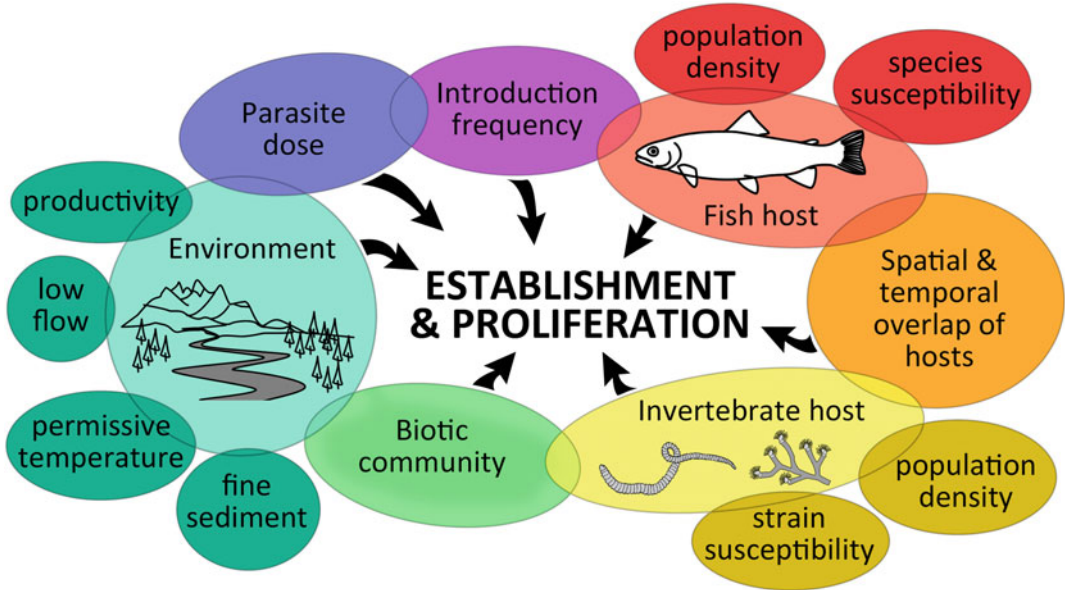 population
density
species
susceptibility
Introduction
frequency
Parasite
dose
productivity
Environment
Fish host
low
flow
ESTABLISHMENT
& PROLIFERATION
Spatial &
temporal
overlap of
hosts
permissive
temperature
Biotic
community
Invertebrate host
population
density
fine
sediment
strain
susceptibility